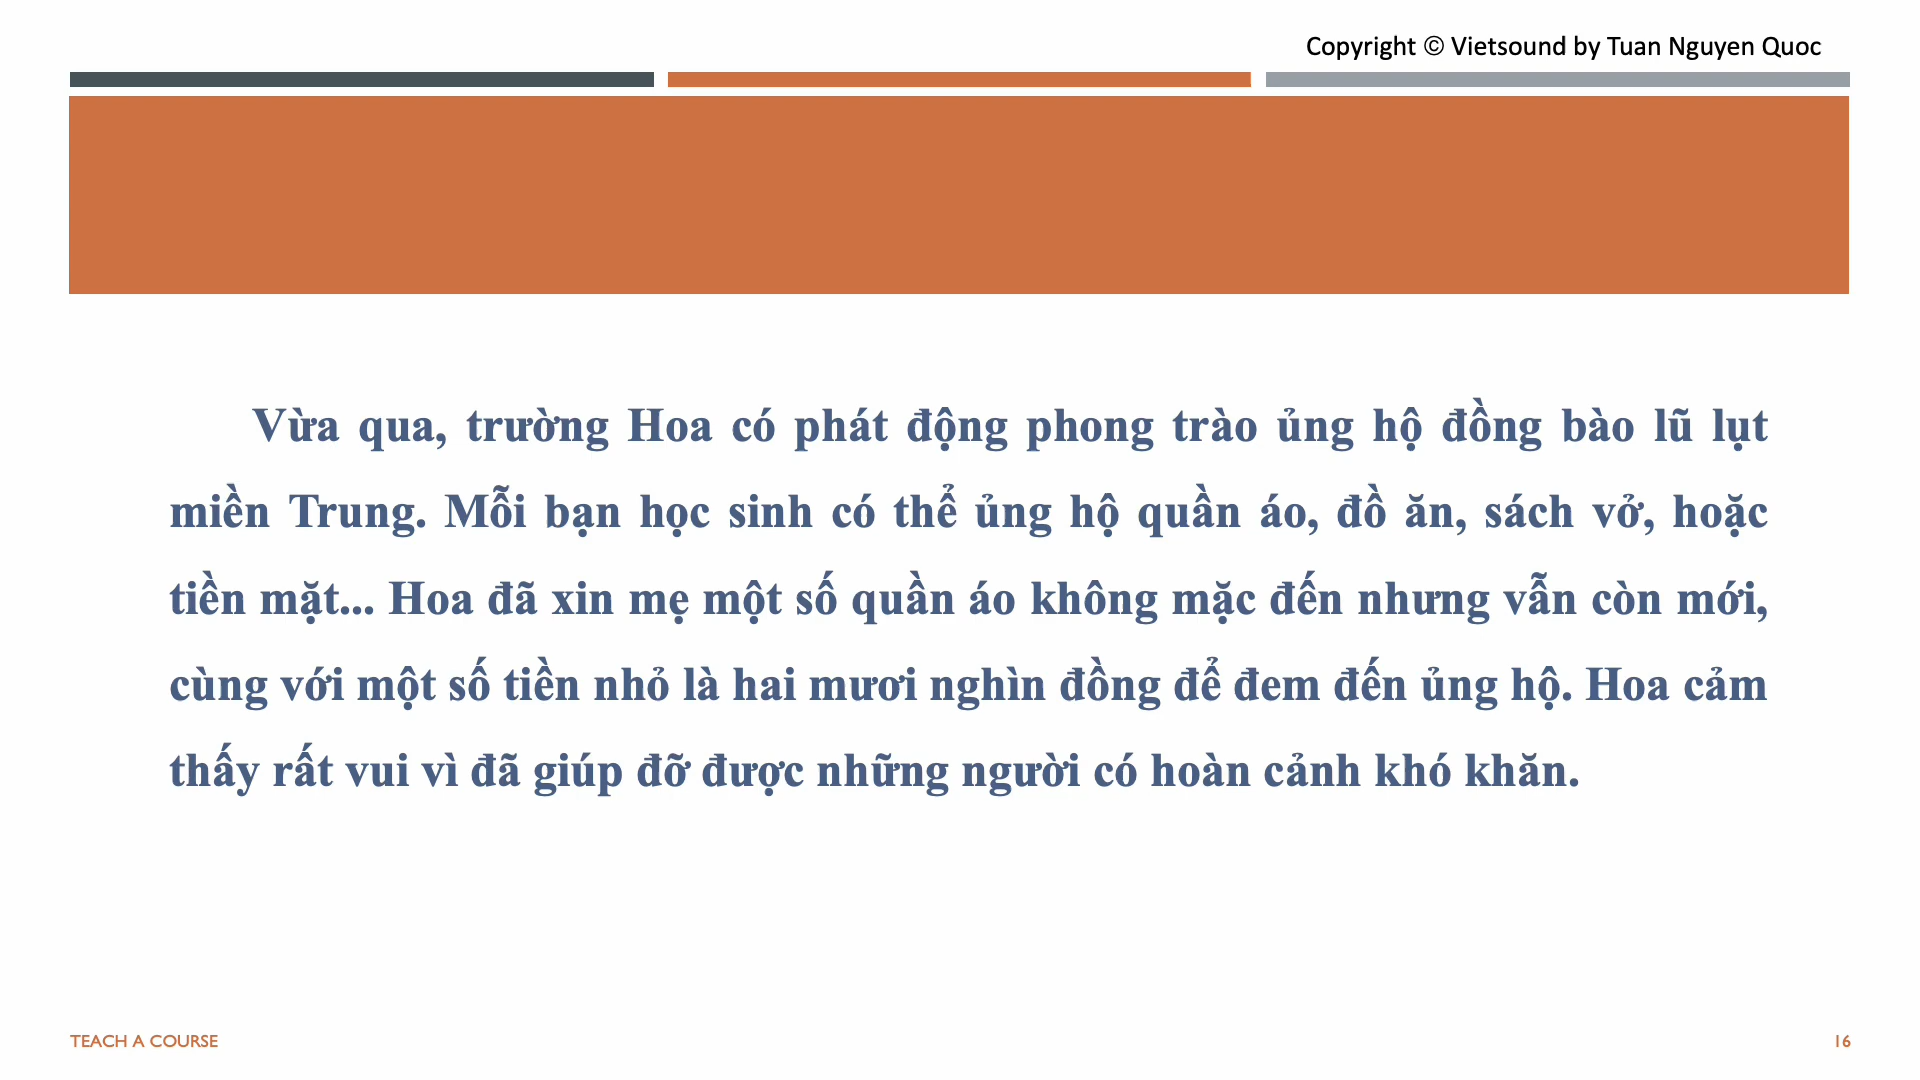 Copyright © Vietsound by Tuan Nguyen Quoc
Vừa qua, trường Hoa có phát động phong trào ủng hộ đồng bào lũ lụt
miền Trung. Mỗi bạn học sinh có thể ủng hộ quần áo, đồ ăn, sách vở, hoặc
tiền mặt... Hoa đã xin mẹ một số quần áo không mặc đến nhưng vẫn còn mới,
cùng với một số tiền nhỏ là hai mươi nghìn đồng để đem đến ủng hộ. Hoa cảm
thấy rất vui vì đã giúp đỡ được những người có hoàn cảnh khó khăn.
TEACH A COURSE
16